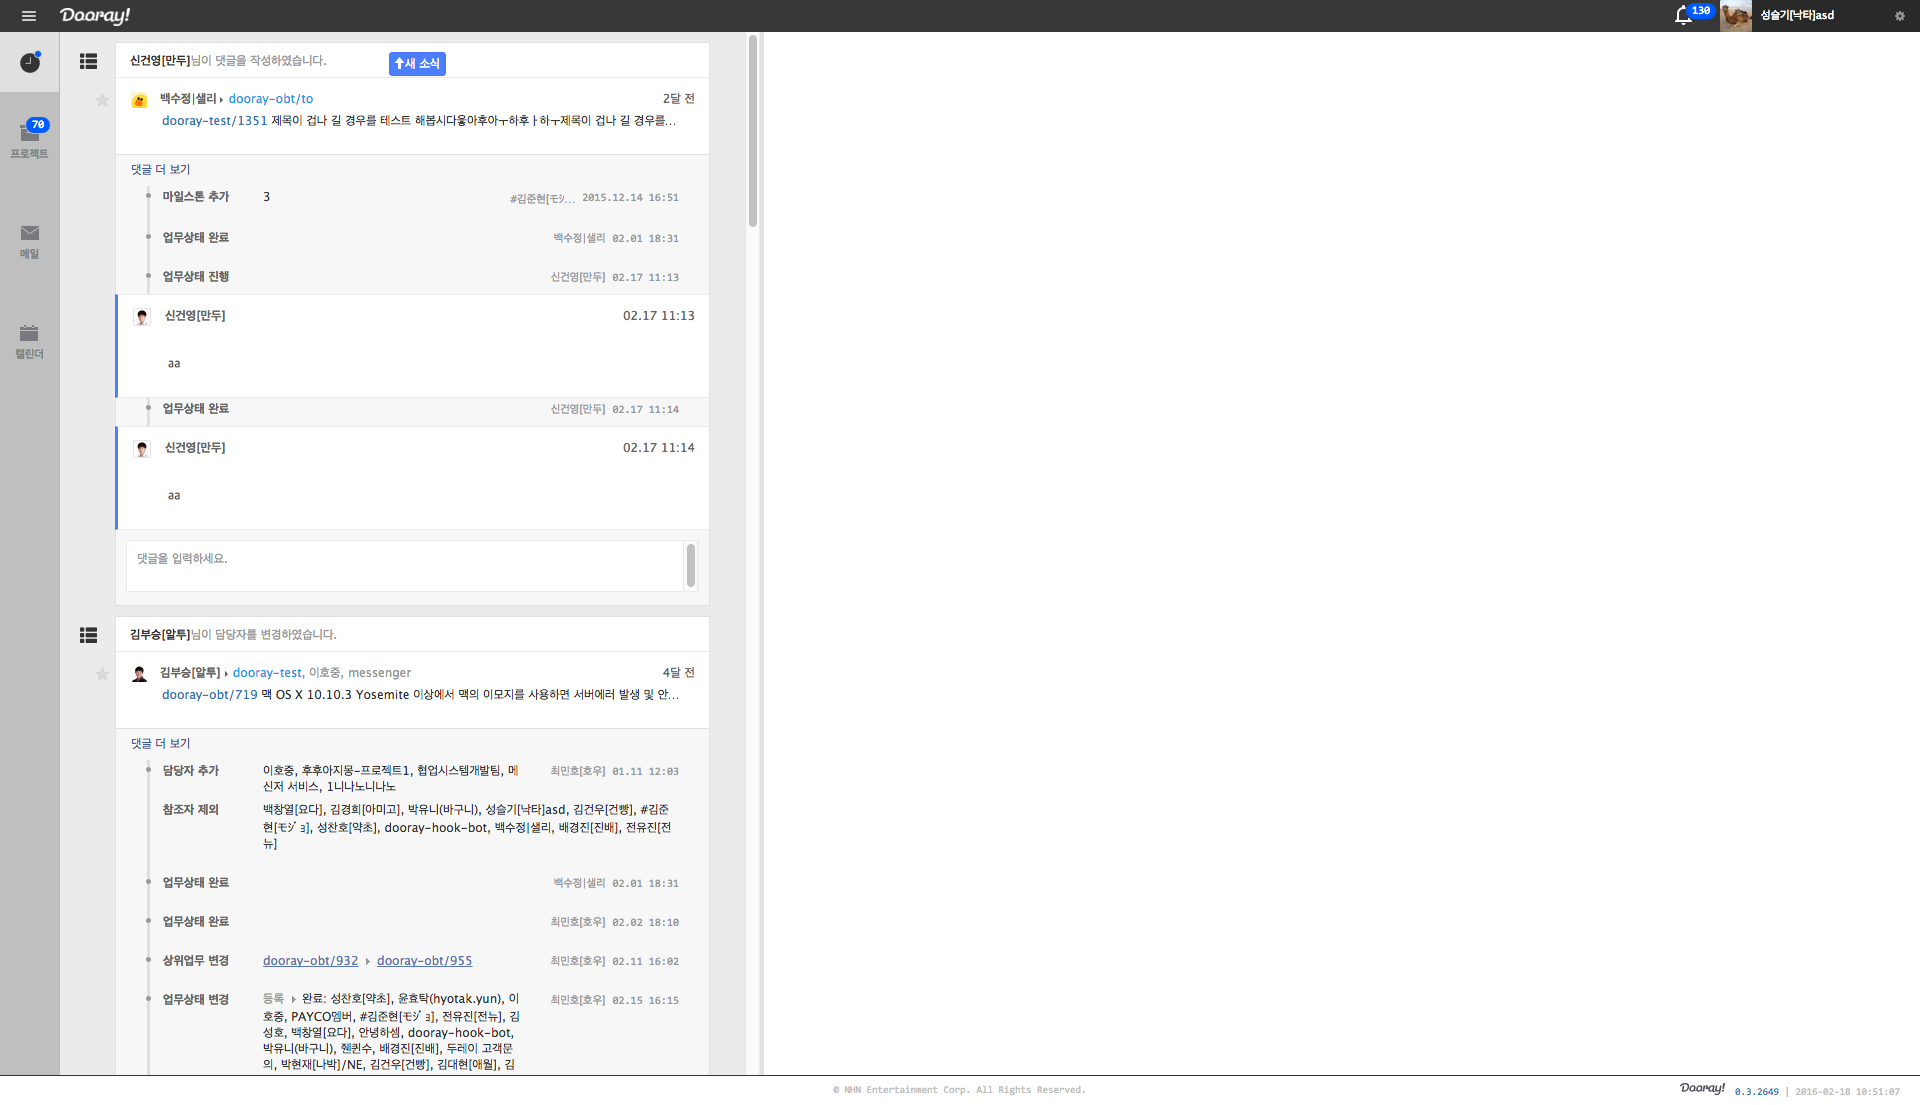 Dooray!
130
성슬기[낙타]asd
신건영[만두]님이 댓글을 작성하였습니다.
새 소식
백수정|샐리 dooray-obt/to 2달 전
dooray-test/1351 제목이 겁나 길 경우를 테스트 해봅시다웋아후아ㅜ하후ㅏ하ㅜ제목이 겁나 길 경우를...
70
프로젝트
메일
캘린더
댓글 더 보기
마일스톤 추가 3 #김준현[モジ... 2015.12.14 16:51
업무상태 완료 백수정|샐리 02.01 18:31
업무상태 진행 신건영[만두] 02.17 11:13
신건영[만두] 02.17 11:13
aa
업무상태 완료 신건영[만두] 02.17 11:14
신건영[만두] 02.17 11:14
aa
댓글을 입력하세요.
김부승[알투]님이 담당자를 변경하였습니다.
김부승[알투] dooray-test, 이호중, messenger 4달 전
dooray-obt/719 맥 OS X 10.10.3 Yosemite 이상에서 맥의 이모지를 사용하면 서버에러 발생 및 안...
댓글 더 보기
담당자 추가 이호중, 후후아지몽-프로젝트1, 협업시스템개발팀, 메 최민호[호우] 01.11 12:03
신저 서비스, 1니나노니나노
참조자 제외 백창열[요다], 김경희[아미고], 박유니(바구니), 성슬기[낙타]asd, 김건우[건빵], #김준
현[モジョ], 성찬호[약초], dooray-hook-bot, 백수정|샐리, 배경진[진배], 전유진[전
뉴]
업무상태 완료 백수정|샐리 02.01 18:31
업무상태 완료 최민호[호우] 02.02 18:10
상위업무 변경 dooray-obt/932 dooray-obt/955 최민호[호우] 02.11 16:02
업무상태 변경 등록 완료: 성찬호[약초], 윤효탁(hyotak.yun), 이 최민호[호우] 02.15 16:15
호중, PAYCO멤버, #김준현[モジョ], 전유진[전뉴], 김
성호, 백창열[요다], 안녕하셈, dooray-hook-bot,
박유니(바구니), 쉔퀸수, 배경진[진배], 두레이 고객문
의, 박현재[나박]/NE, 김건우[건빵], 김대현[애월], 김
© NHN Entertainment Corp. All Rights Reserved.
Dooray! 0.3.2649 | 2016-02-18 10:51:07